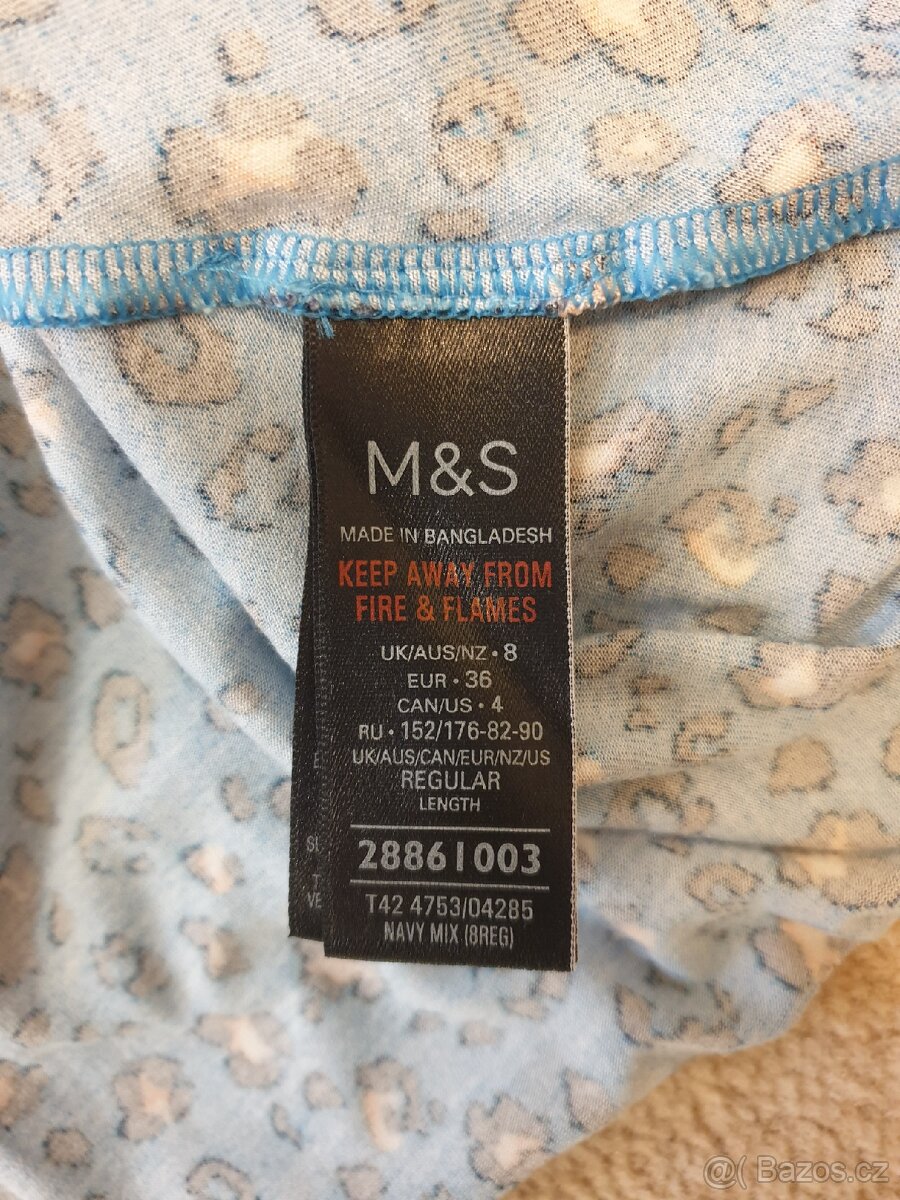 M&S
MADE IN BANGLADESH
KEEP AWAY FROM
FIRE & FLAMES
UK/AUS/NZ • 8
EUR • 36
CAN/US • 4
RU • 152/176-82-90
UK/AUS/CAN/EUR/NZ/US
REGULAR
LENGTH
28861003
T42 4753/04285
NAVY MIX (8REG)
@( Bazos.cz